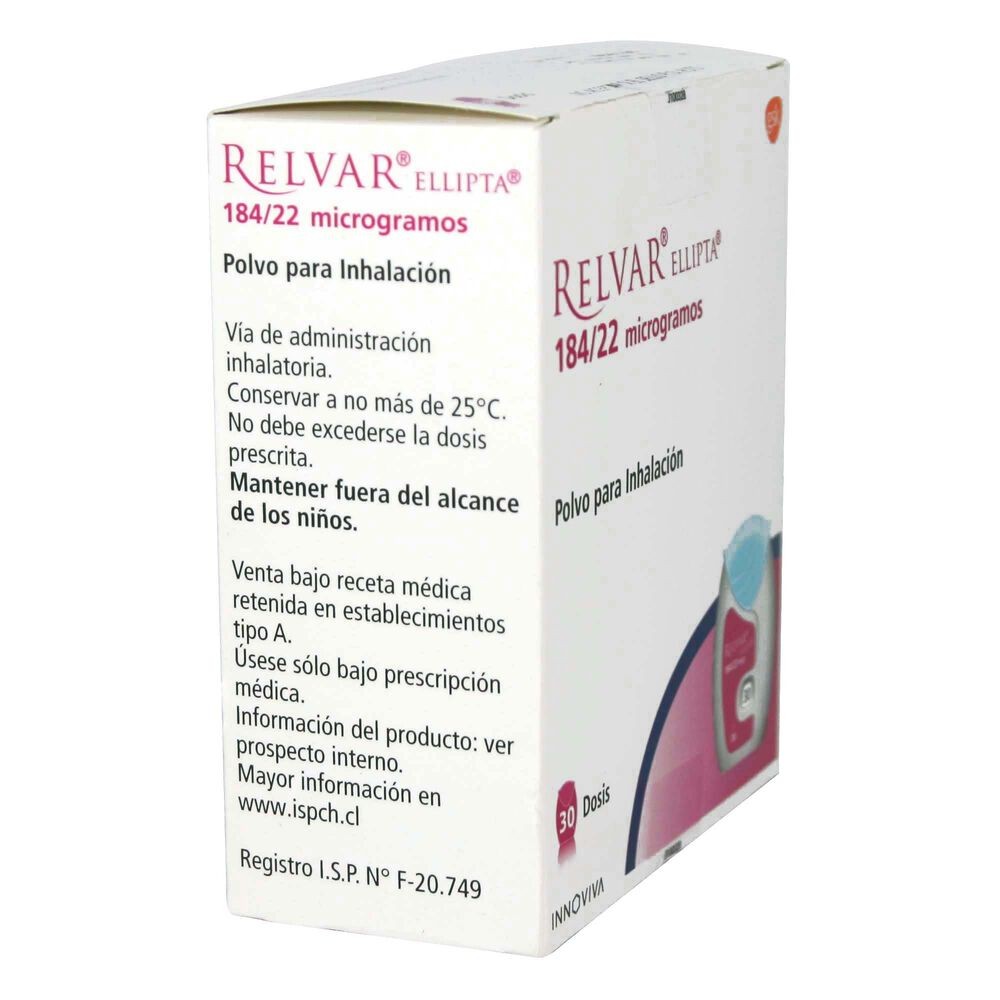 RELVAR® ELLIPTA®
184/22 microgramos
Polvo para Inhalación
Vía de administración
inhalatoria.
Conservar a no más de 25°C.
No debe excederse la dosis
prescrita.
Mantener fuera del alcance
de los niños.
Venta bajo receta médica
retenida en establecimientos
tipo A.
Úsese sólo bajo prescripción
médica.
Información del producto: ver
prospecto interno.
Mayor información en
www.ispch.cl
Registro I.S.P. N° F-20.749
gsk
RELVAR® ELLIPTA®
184/22 microgramos
Polvo para Inhalación
RELVAR
30 Dosis
INNOVIVA